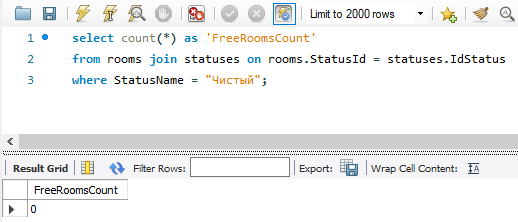 Limit to 2000 rows
1 select count(*) as 'FreeRoomsCount'
2 from rooms join statuses on rooms.StatusId = statuses.IdStatus
3 where StatusName = "Чистый";
Result Grid Filter Rows: Export: Wrap Cell Content:
FreeRoomsCount
0